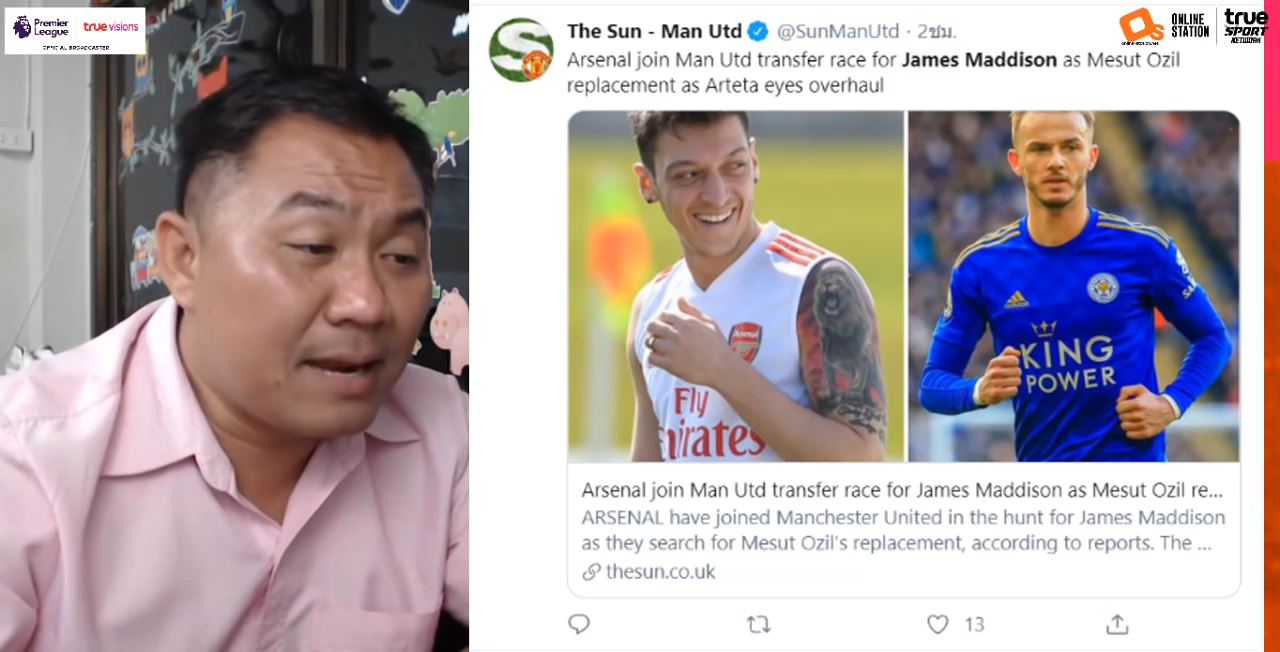 Premier League
true visions
OFFICIAL BROADCASTER
The Sun - Man Utd @SunManUtd · 2ชม.
Arsenal join Man Utd transfer race for James Maddison as Mesut Ozil
replacement as Arteta eyes overhaul
ONLINE STATION
true SPORT NETWORK
Arsenal
Fly
Emirates
KING
POWER
Arsenal join Man Utd transfer race for James Maddison as Mesut Ozil re...
ARSENAL have joined Manchester United in the hunt for James Maddison
as they search for Mesut Ozil's replacement, according to reports. The ...
thesun.co.uk
13